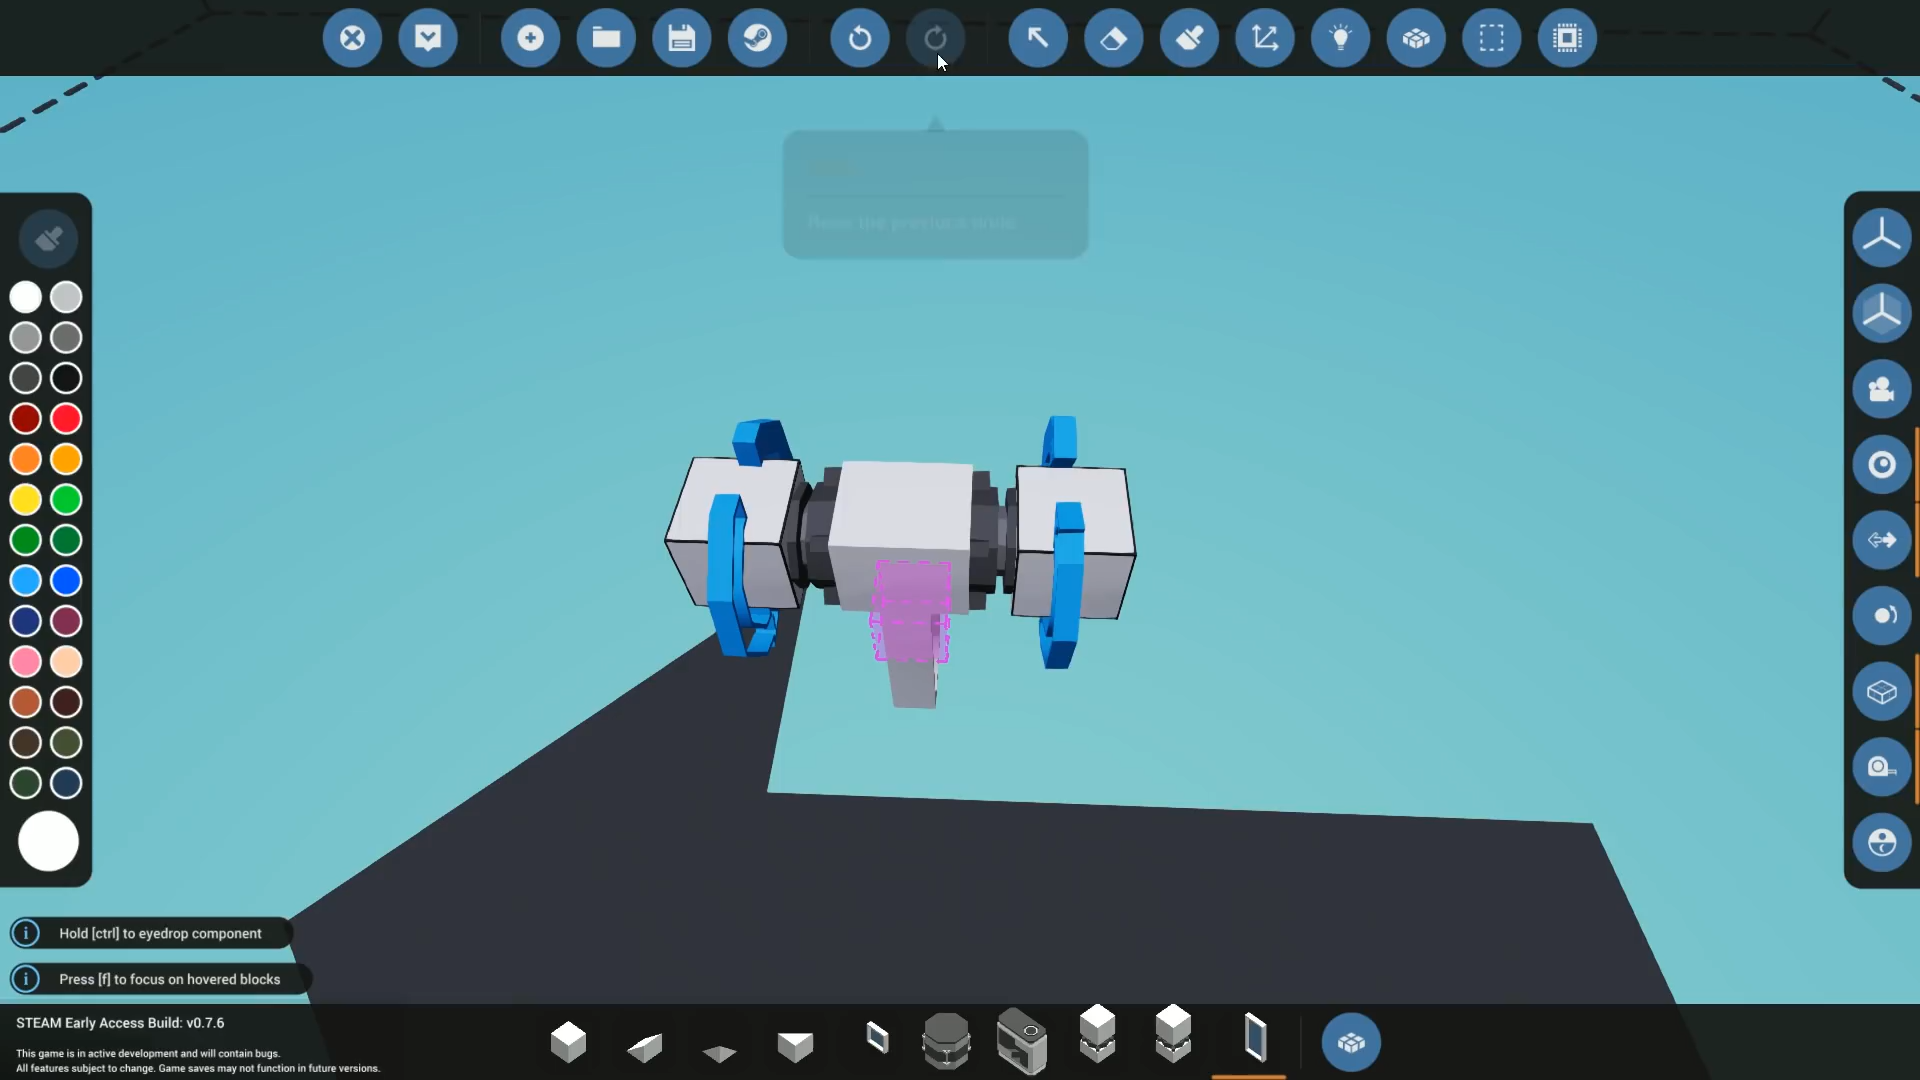 Hold [ctrl] to eyedrop component
Press [f] to focus on hovered blocks
STEAM Early Access Build: v0.7.6
This game is in active development and will contain bugs.
All features subject to change. Game saves may not function in future versions.